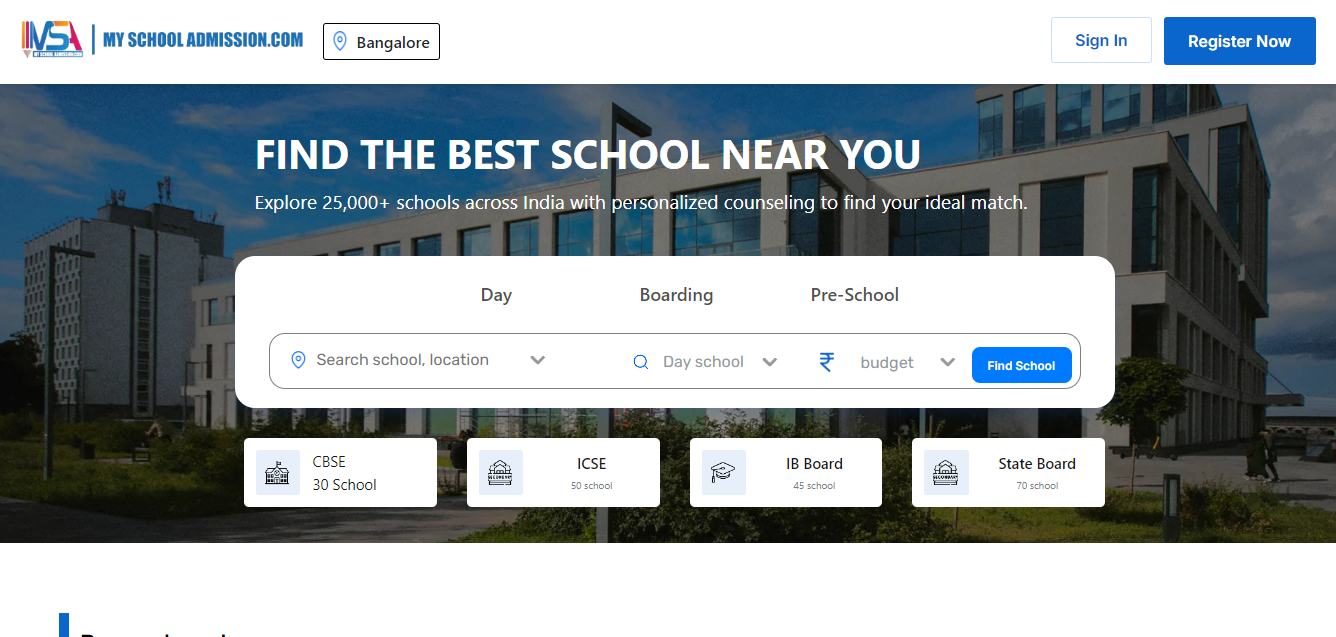 MSA | MY SCHOOL ADMISSION.COM
Bangalore
Sign In
Register Now
FIND THE BEST SCHOOL NEAR YOU
Explore 25,000+ schools across India with personalized counseling to find your ideal match.
Day
Boarding
Pre-School
Search school, location
Day school
₹ budget
Find School
CBSE
30 School
SECONDARY
ICSE
50 school
IB Board
45 school
SECONDARY
State Board
70 school